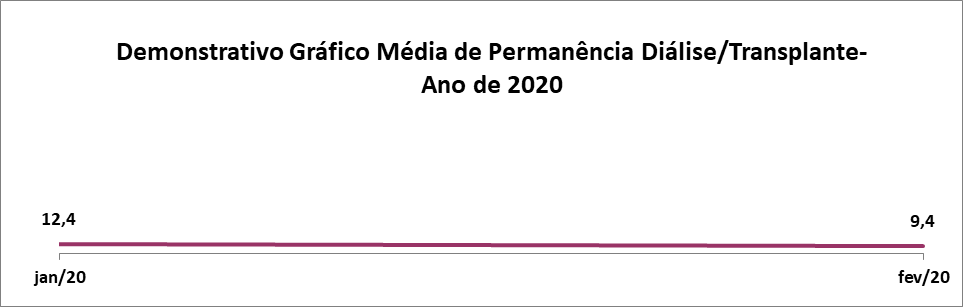 Demonstrativo Gráfico Média de Permanência Diálise/Transplante-
Ano de 2020
12,4
9,4
jan/20
fev/20